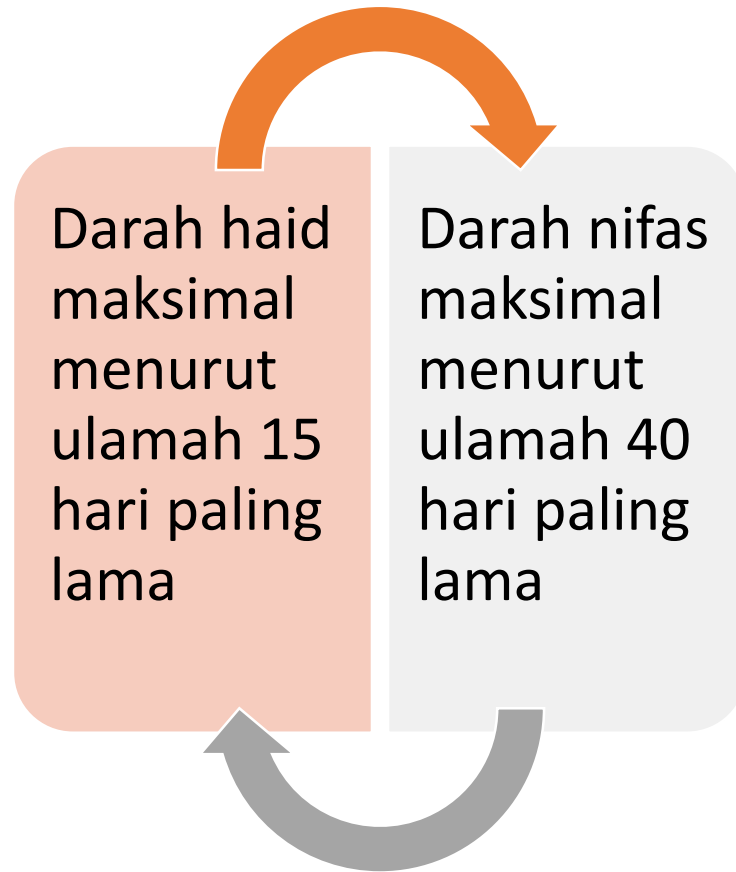 Darah haid
maksimal
menurut
ulamah 15
hari paling
lama
Darah nifas
maksimal
menurut
ulamah 40
hari paling
lama